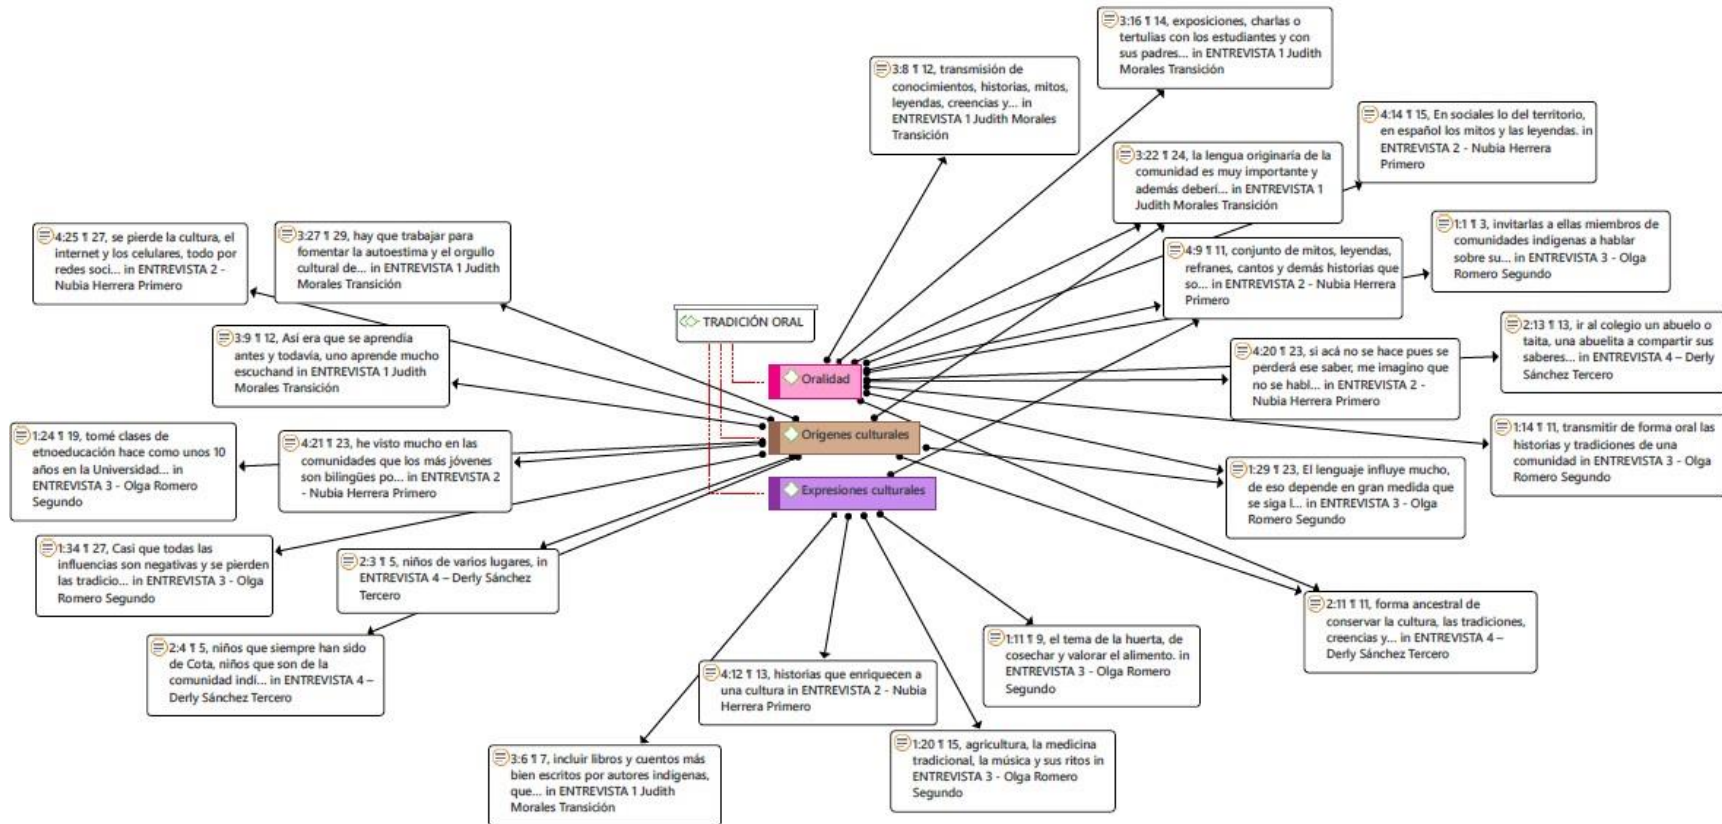 3:16 ¶ 14, exposiciones, charlas o
tertulias con los estudiantes y con
sus padres... in ENTREVISTA 1 Judith
Morales Transición
3:8 ¶ 12, transmisión de
conocimientos, historias, mitos,
leyendas, creencias y... in
ENTREVISTA 1 Judith Morales
Transición
4:14 ¶ 15, En sociales lo del territorio,
en español los mitos y las leyendas. in
ENTREVISTA 2 - Nubia Herrera
Primero
3:22 ¶ 24, la lengua originaría de la
comunidad es muy importante y
además deberi... in ENTREVISTA 1
Judith Morales Transición
4:25 ¶ 27, se pierde la cultura, el
internet y los celulares, todo por
redes soci... in ENTREVISTA 2 -
Nubia Herrera Primero
3:27 ¶ 29, hay que trabajar para
fomentar la autoestima y el orgullo
cultural de... in ENTREVISTA 1 Judith
Morales Transición
4:9 ¶ 11, conjunto de mitos, leyendas,
refranes, cantos y demás historias que
so... in ENTREVISTA 2 - Nubia Herrera
Primero
1:1 ¶ 3, invitarlas a ellas miembros de
comunidades indígenas a hablar
sobre su... in ENTREVISTA 3 - Olga
Romero Segundo
TRADICIÓN ORAL
3:9 ¶ 12, Así era que se aprendía
antes y todavía, uno aprende mucho
escuchand in ENTREVISTA 1 Judith
Morales Transición
2:13 ¶ 13, ir al colegio un abuelo o
taita, una abuelita a compartir sus
saberes... in ENTREVISTA 4 – Derly
Sánchez Tercero
4:20 ¶ 23, si acá no se hace pues se
perderá ese saber, me imagino que
no se habl... in ENTREVISTA 2 -
Nubia Herrera Primero
Oralidad
1:24 ¶ 19, tomé clases de
etnoeducación hace como unos 10
años en la Universidad... in
ENTREVISTA 3 - Olga Romero
Segundo
4:21 ¶ 23, he visto mucho en las
comunidades que los más jóvenes
son bilingües po... in ENTREVISTA 2
- Nubia Herrera Primero
Orígenes culturales
1:14 ¶ 11, transmitir de forma oral las
historias y tradiciones de una
comunidad in ENTREVISTA 3 - Olga
Romero Segundo
1:29 ¶ 23, El lenguaje influye mucho,
de eso depende en gran medida que
se siga l... in ENTREVISTA 3 - Olga
Romero Segundo
Expresiones culturales
1:34 ¶ 27, Casi que todas las
influencias son negativas y se pierden
las tradicio... in ENTREVISTA 3 - Olga
Romero Segundo
2:3 ¶ 5, niños de varios lugares, in
ENTREVISTA 4 – Derly Sánchez
Tercero
2:11 ¶ 11, forma ancestral de
conservar la cultura, las tradiciones,
creencias y... in ENTREVISTA 4 –
Derly Sánchez Tercero
2:4 ¶ 5, niños que siempre han sido
de Cota, niños que son de la
comunidad indí... in ENTREVISTA 4 –
Derly Sánchez Tercero
1:11 ¶ 9, el tema de la huerta, de
cosechar y valorar el alimento. in
ENTREVISTA 3 - Olga Romero
Segundo
4:12 ¶ 13, historias que enriquecen a
una cultura in ENTREVISTA 2 - Nubia
Herrera Primero
3:6 ¶ 7, incluir libros y cuentos más
bien escritos por autores indígenas,
que... in ENTREVISTA 1 Judith
Morales Transición
1:20 ¶ 15, agricultura, la medicina
tradicional, la música y sus ritos in
ENTREVISTA 3 - Olga Romero
Segundo